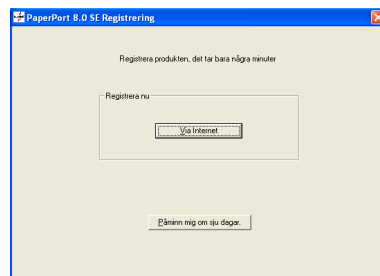 PaperPort 8.0 SE Registrering
Registrera produkten, det tar bara några minuter
Registrera nu
Via Internet
Påminn mig om sju dagar.